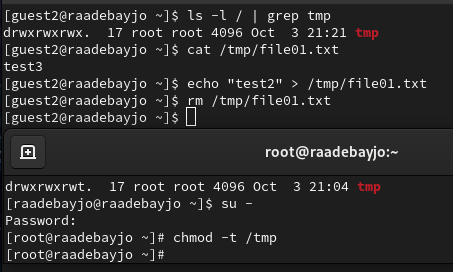 [guest2@raadebayjo ~]$ ls -l / | grep tmp
drwxrwxrwx.  17 root root 4096 Oct  3 21:21 tmp
[guest2@raadebayjo ~]$ cat /tmp/file01.txt
test3
[guest2@raadebayjo ~]$ echo "test2" > /tmp/file01.txt
[guest2@raadebayjo ~]$ rm /tmp/file01.txt
[guest2@raadebayjo ~]$
root@raadebayjo:~
drwxrwxrwt.  17 root root 4096 Oct  3 21:04 tmp
[raadebayjo@raadebayjo ~]$ su -
Password:
[root@raadebayjo ~]# chmod -t /tmp
[root@raadebayjo ~]#